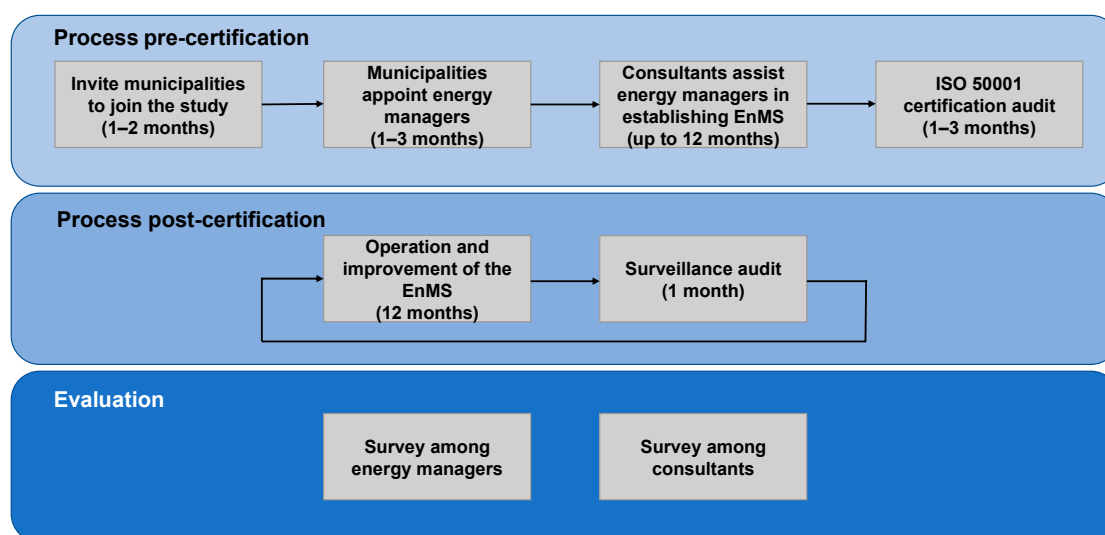 Process pre-certification
Invite municipalities
to join the study
(1–2 months)
Municipalities
appoint energy
managers
(1–3 months)
Consultants assist
energy managers in
establishing EnMS
(up to 12 months)
ISO 50001
certification audit
(1–3 months)
Process post-certification
Operation and
improvement of the
EnMS
(12 months)
Surveillance audit
(1 month)
Evaluation
Survey among
energy managers
Survey among
consultants